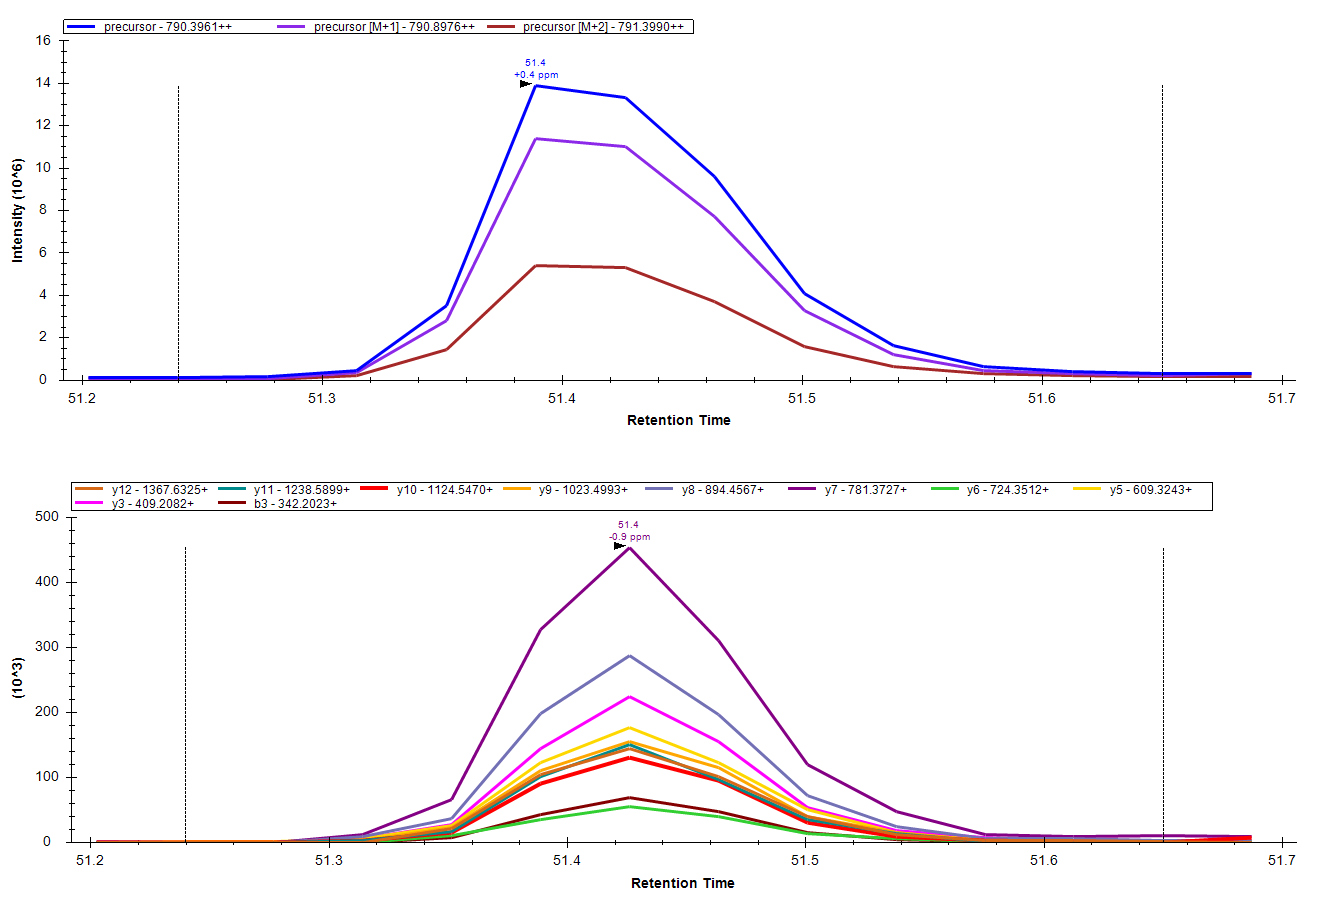 precursor - 790.3961++ precursor [M+1] - 790.8976++ precursor [M+2] - 791.3990++
16
14
12
10
8
6
4
2
0
Intensity (10^6)
51.4
+0.4 ppm
51.2 51.3 51.4 51.5 51.6 51.7
Retention Time
y12 - 1367.6325+ y11 - 1238.5899+ y10 - 1124.5470+ y9 - 1023.4993+ y8 - 894.4567+ y7 - 781.3727+ y6 - 724.3512+ y5 - 609.3243+
y3 - 409.2082+ b3 - 342.2023+
500
400
300
200
100
0
(10^3)
51.4
-0.9 ppm
51.2 51.3 51.4 51.5 51.6 51.7
Retention Time